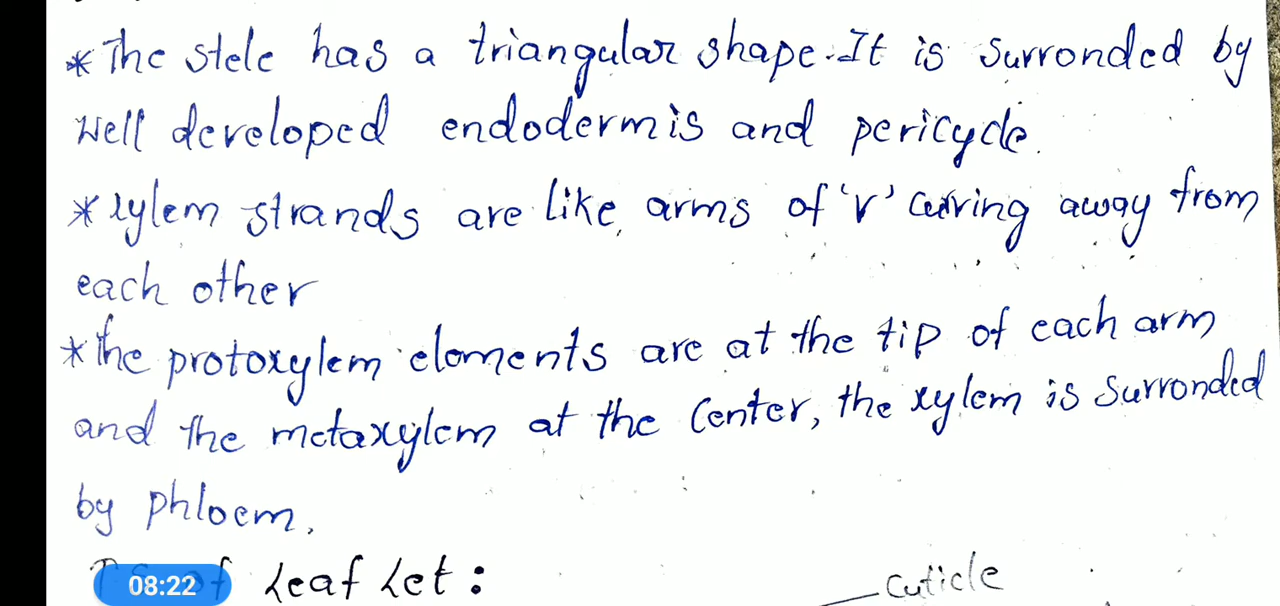 * The stele has a triangular shape. It is surronded by
well developed endodermis and pericycle.
* xylem strands are like arms of 'V' curving away from
each other
* the protoxylem elements are at the tip of each arm
and the metaxylem at the center, the xylem is surronded
by phloem.
of Leaf Let :
08:22
cuticle